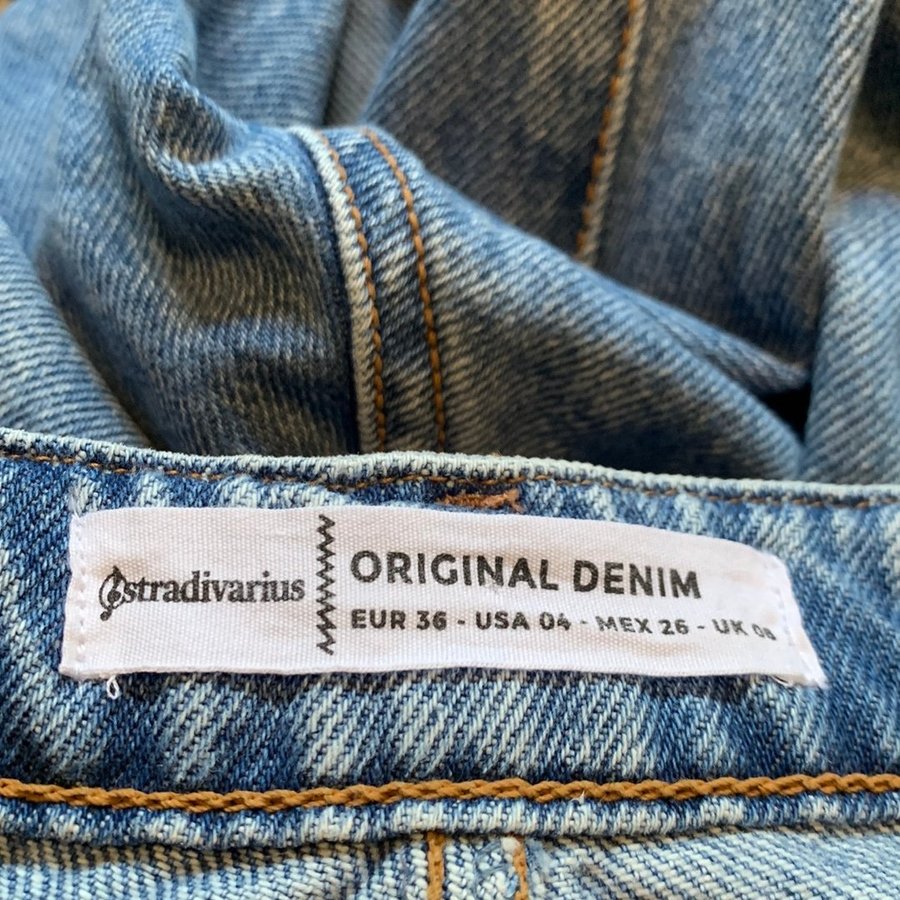 stradivarius
ORIGINAL DENIM
EUR 36 - USA 04 - MEX 26 - UK 08